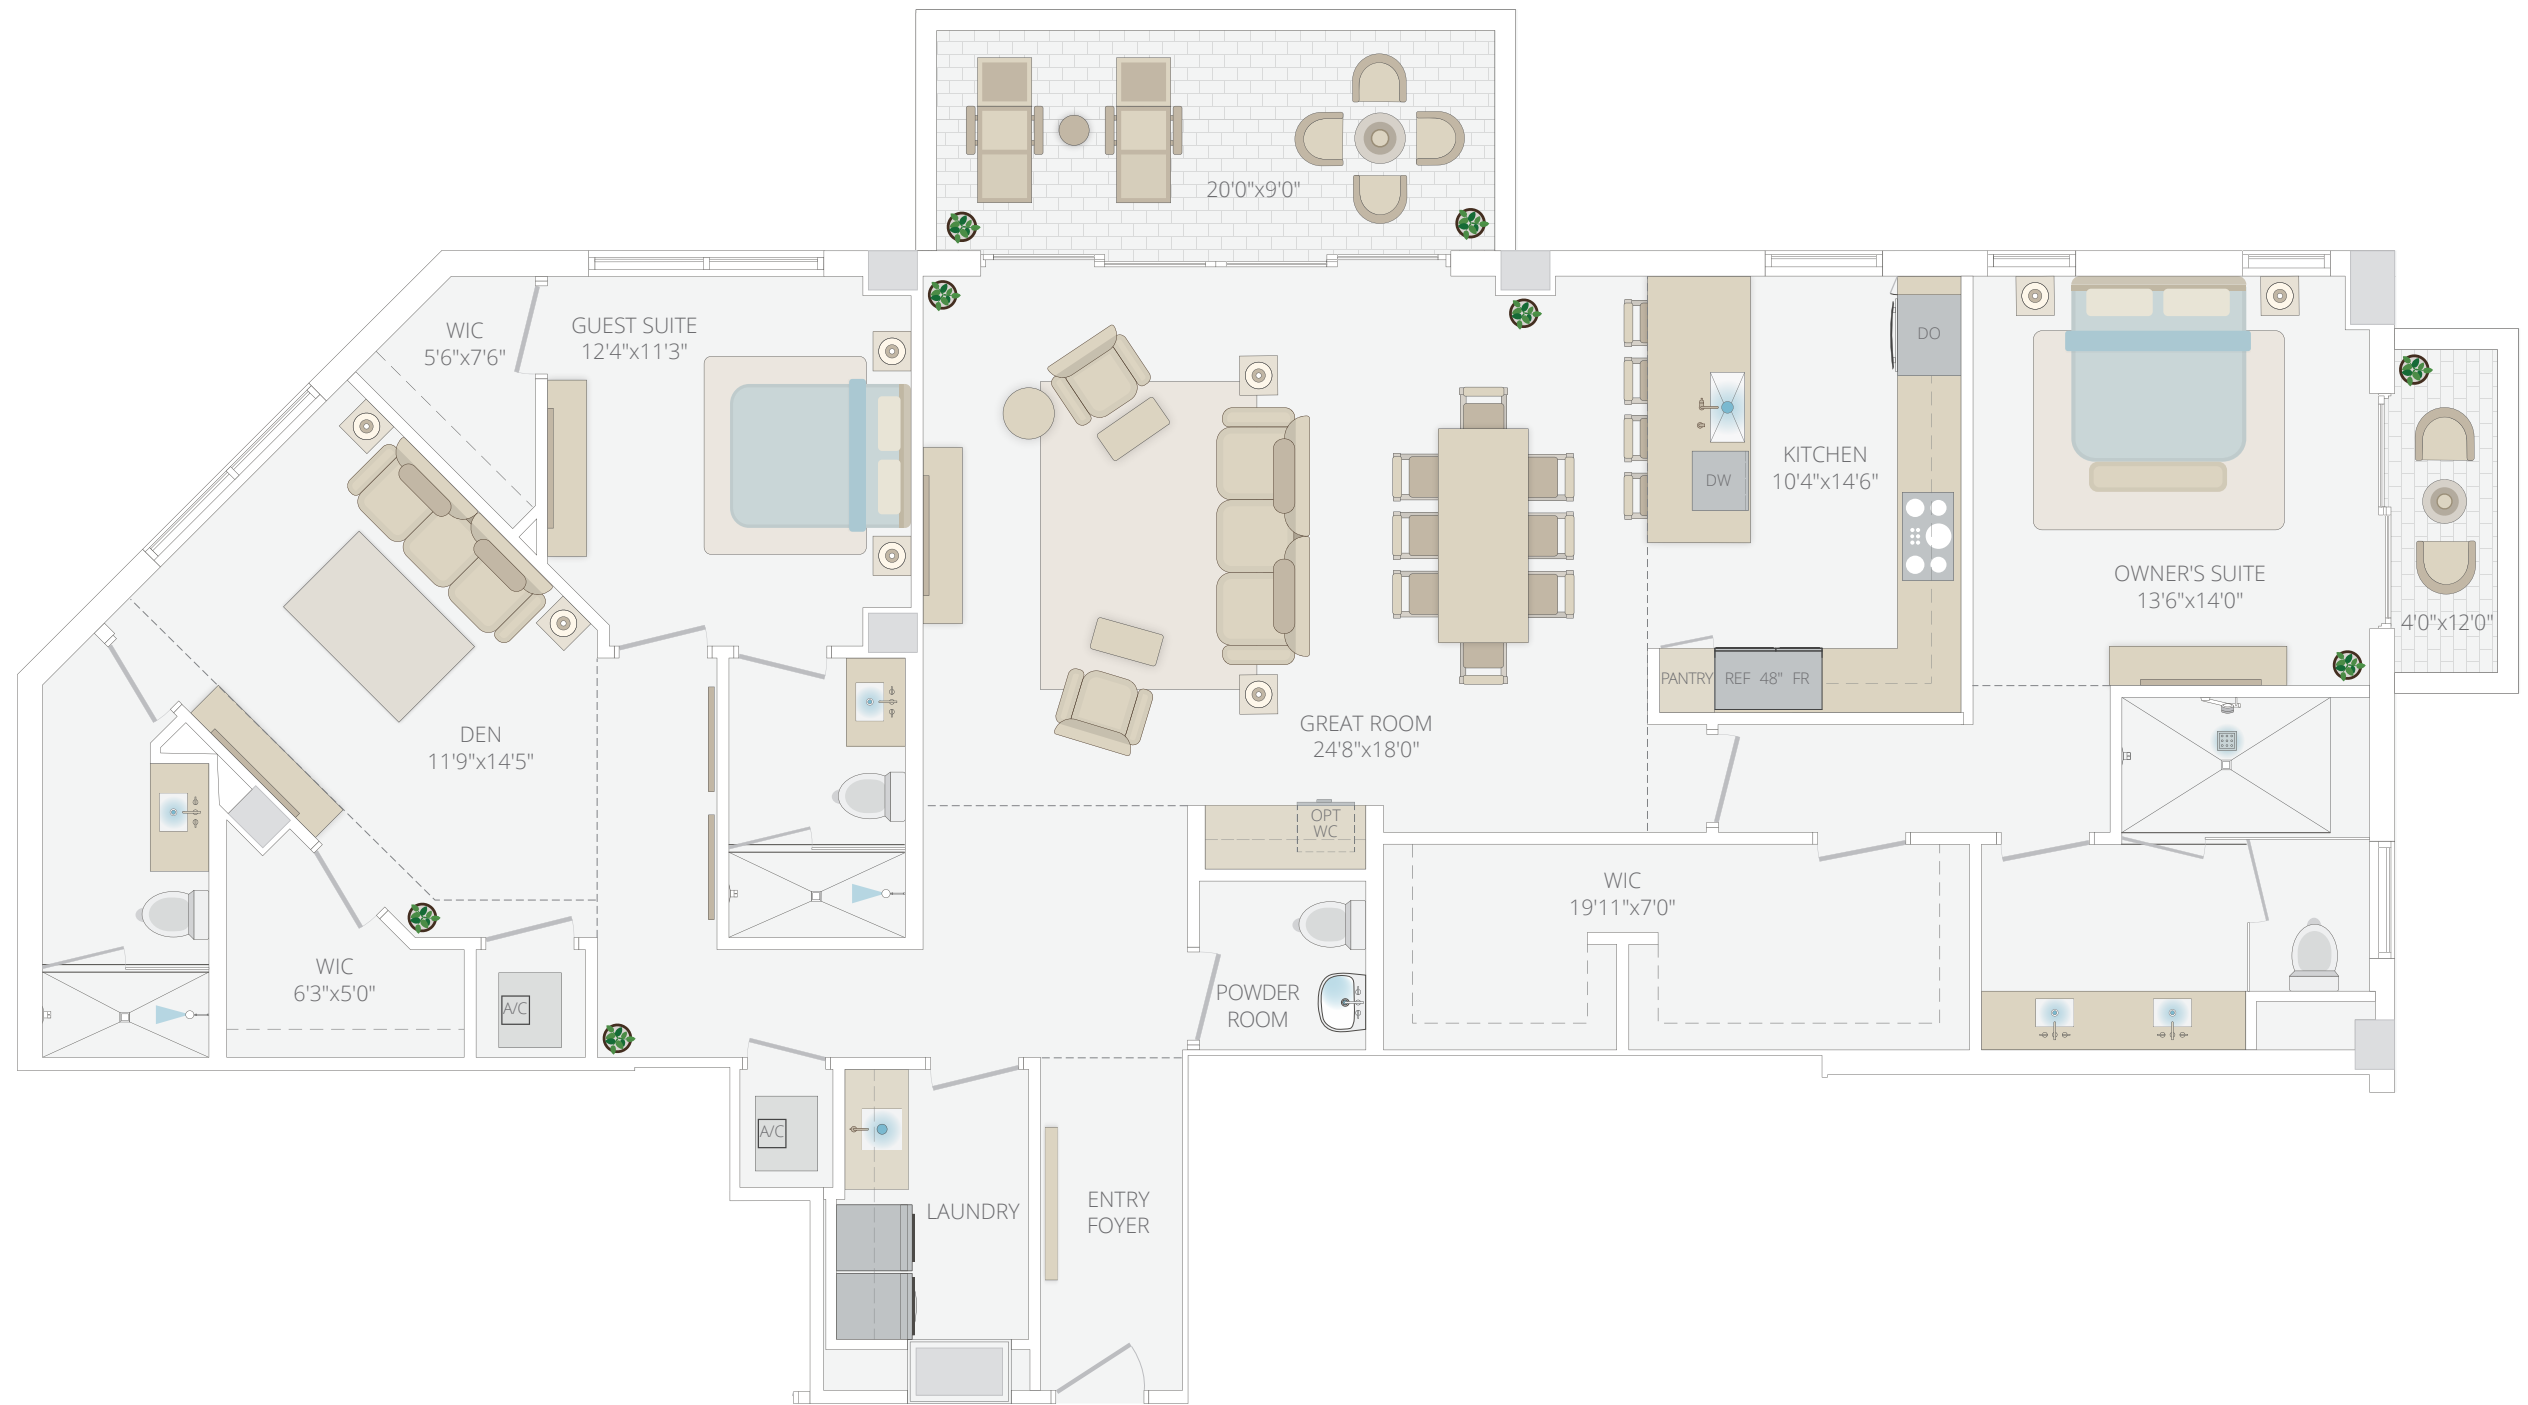 20'0"x9'0"
WIC
5'6"x7'6"
GUEST SUITE
12'4"x11'3"
DO
KITCHEN
10'4"x14'6"
DW
OWNER'S SUITE
13'6"x14'0"
4'0"x12'0"
PANTRY
REF 48" FR
GREAT ROOM
24'8"x18'0"
DEN
11'9"x14'5"
OPT
WC
WIC
19'11"x7'0"
WIC
6'3"x5'0"
A/C
POWDER
ROOM
A/C
LAUNDRY
ENTRY
FOYER